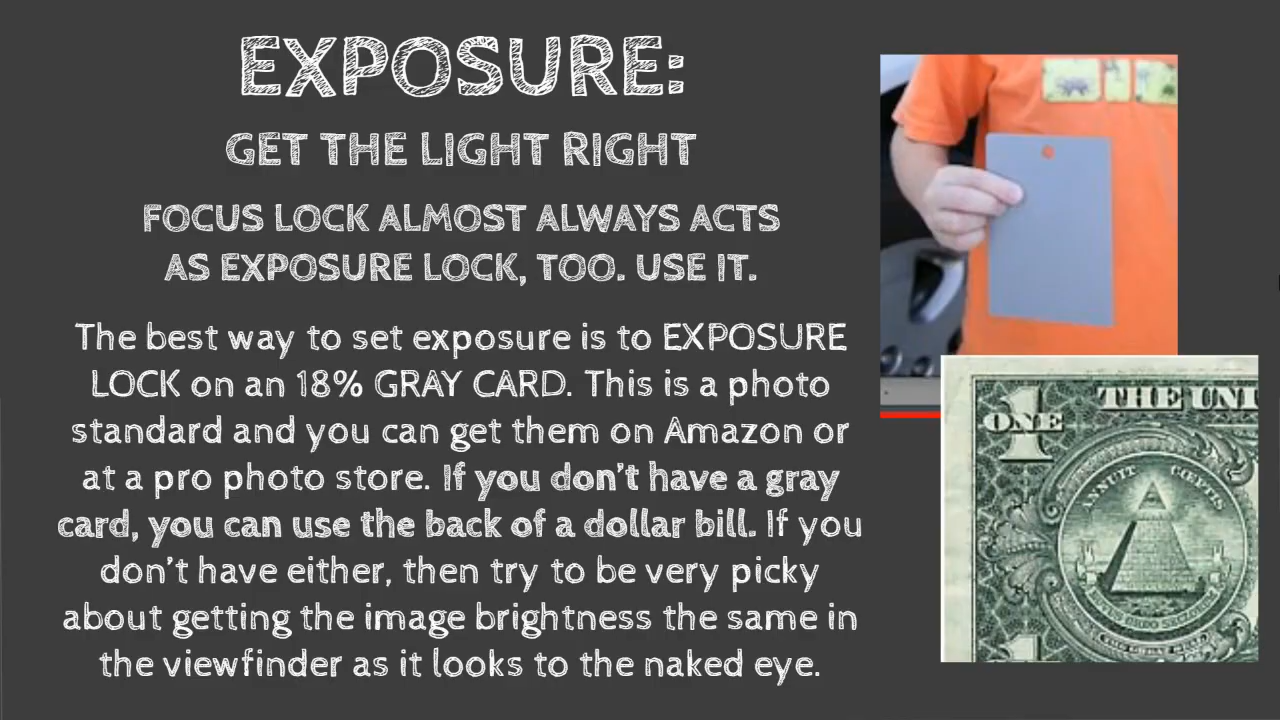 EXPOSURE:
GET THE LIGHT RIGHT
FOCUS LOCK ALMOST ALWAYS ACTS
AS EXPOSURE LOCK, TOO. USE IT.
The best way to set exposure is to EXPOSURE
LOCK on an 18% GRAY CARD. This is a photo
standard and you can get them on Amazon or
at a pro photo store. If you don't have a gray
card, you can use the back of a dollar bill. If you
don't have either, then try to be very picky
about getting the image brightness the same in
the viewfinder as it looks to the naked eye.
THE UNI
1
ONE
ANNUIT COEPTIS
1